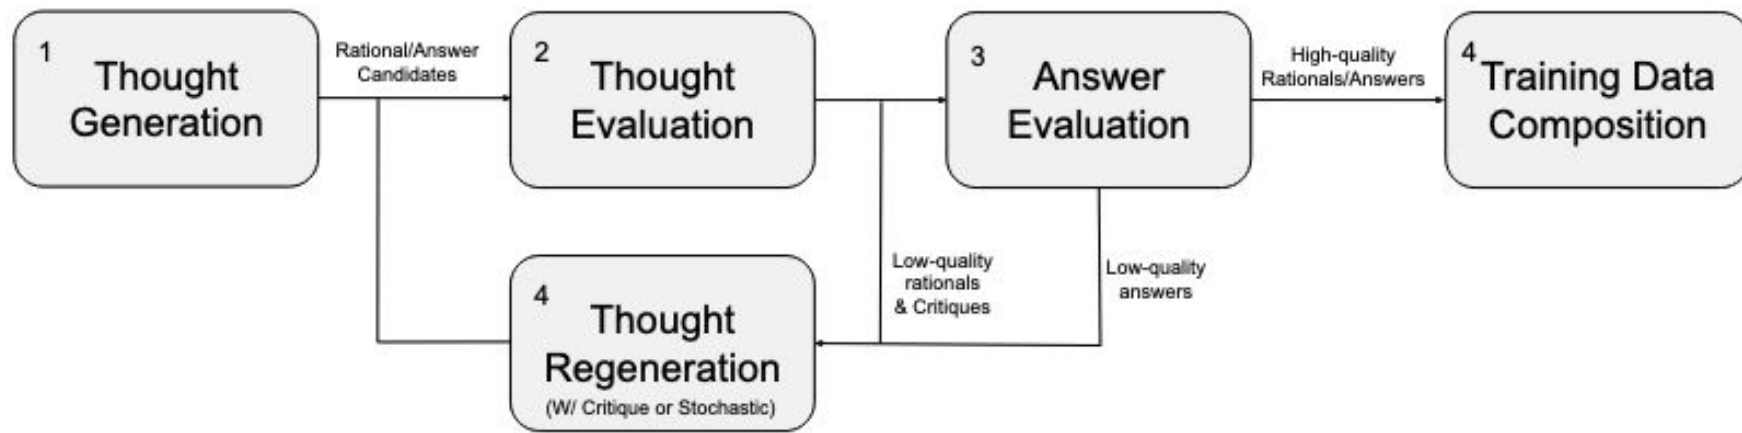 1
Thought
Generation
Rational/Answer
Candidates
2
Thought
Evaluation
3
Answer
Evaluation
High-quality
Rationals/Answers
4
Training Data
Composition
Low-quality
rationals
& Critiques
Low-quality
answers
4
Thought
Regeneration
(W/ Critique or Stochastic)